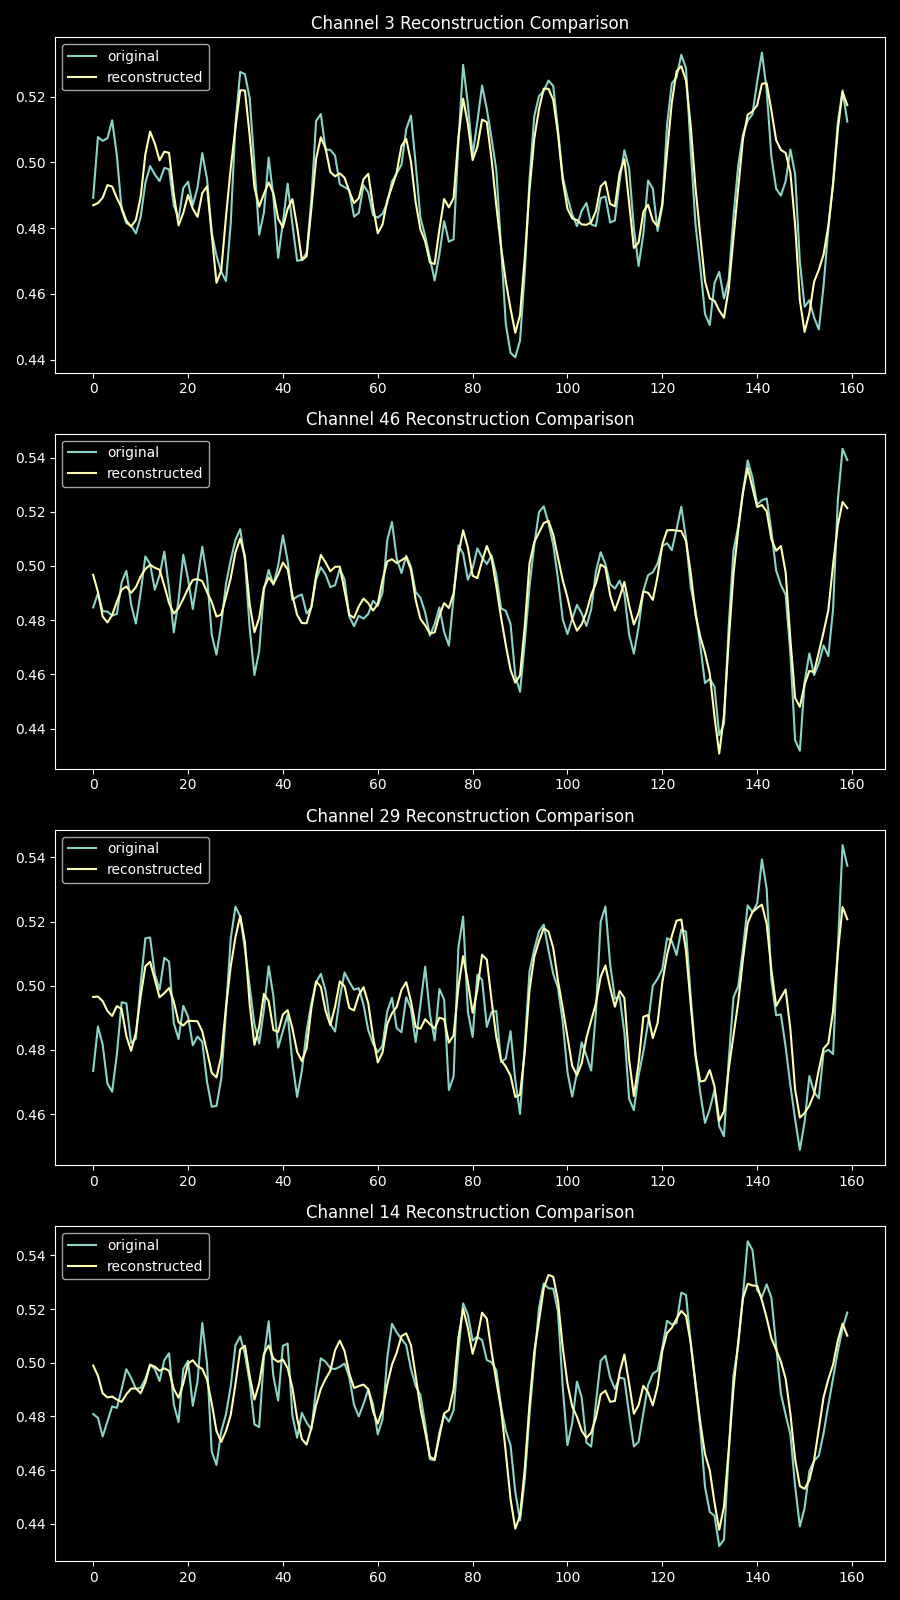 Channel 3 Reconstruction Comparison
original
reconstructed
0.52
0.50
0.48
0.46
0.44
0 20 40 60 80 100 120 140 160
Channel 46 Reconstruction Comparison
original
reconstructed
0.54
0.52
0.50
0.48
0.46
0.44
0 20 40 60 80 100 120 140 160
Channel 29 Reconstruction Comparison
original
reconstructed
0.54
0.52
0.50
0.48
0.46
0 20 40 60 80 100 120 140 160
Channel 14 Reconstruction Comparison
original
reconstructed
0.54
0.52
0.50
0.48
0.46
0.44
0 20 40 60 80 100 120 140 160